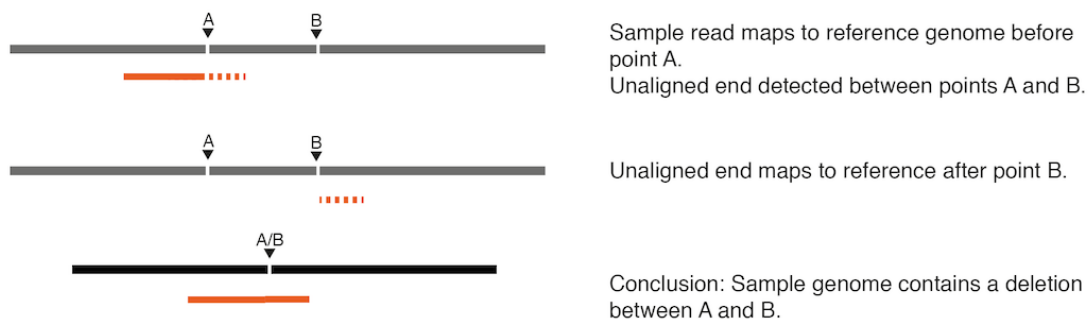 A B
Sample read maps to reference genome before
point A.
Unaligned end detected between points A and B.
A B
Unaligned end maps to reference after point B.
A/B
Conclusion: Sample genome contains a deletion
between A and B.